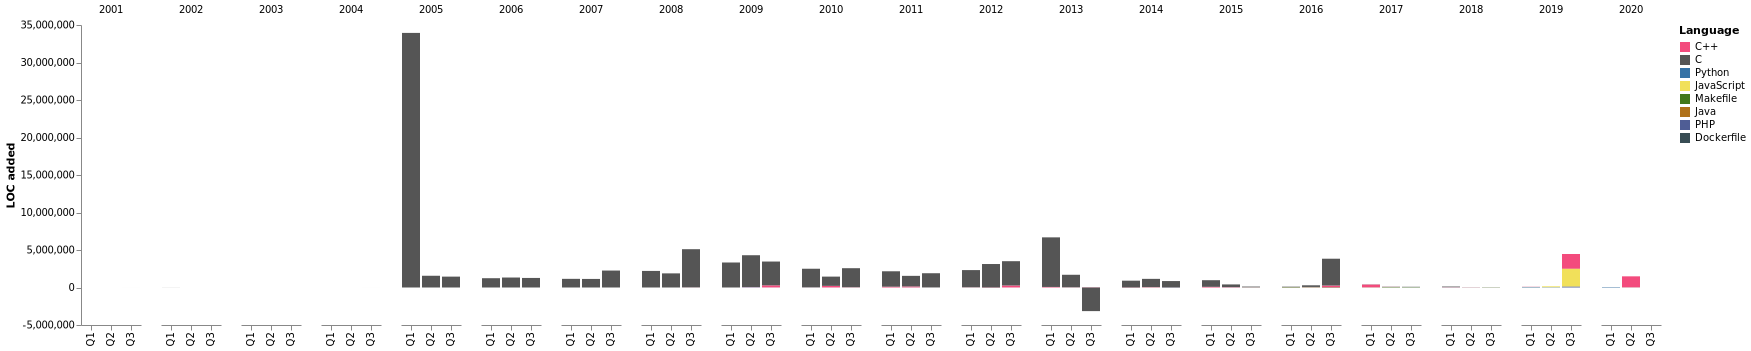 2001 2002 2003 2004 2005 2006 2007 2008 2009 2010 2011 2012 2013 2014 2015 2016 2017 2018 2019 2020
LOC added
35,000,000
30,000,000
25,000,000
20,000,000
15,000,000
10,000,000
5,000,000
0
-5,000,000
Q1 Q2 Q3 Q1 Q2 Q3 Q1 Q2 Q3 Q1 Q2 Q3 Q1 Q2 Q3 Q1 Q2 Q3 Q1 Q2 Q3 Q1 Q2 Q3 Q1 Q2 Q3 Q1 Q2 Q3 Q1 Q2 Q3 Q1 Q2 Q3 Q1 Q2 Q3 Q1 Q2 Q3 Q1 Q2 Q3 Q1 Q2 Q3 Q1 Q2 Q3 Q1 Q2 Q3 Q1 Q2 Q3 Q1 Q2 Q3
Language
C++
C
Python
JavaScript
Makefile
Java
PHP
Dockerfile